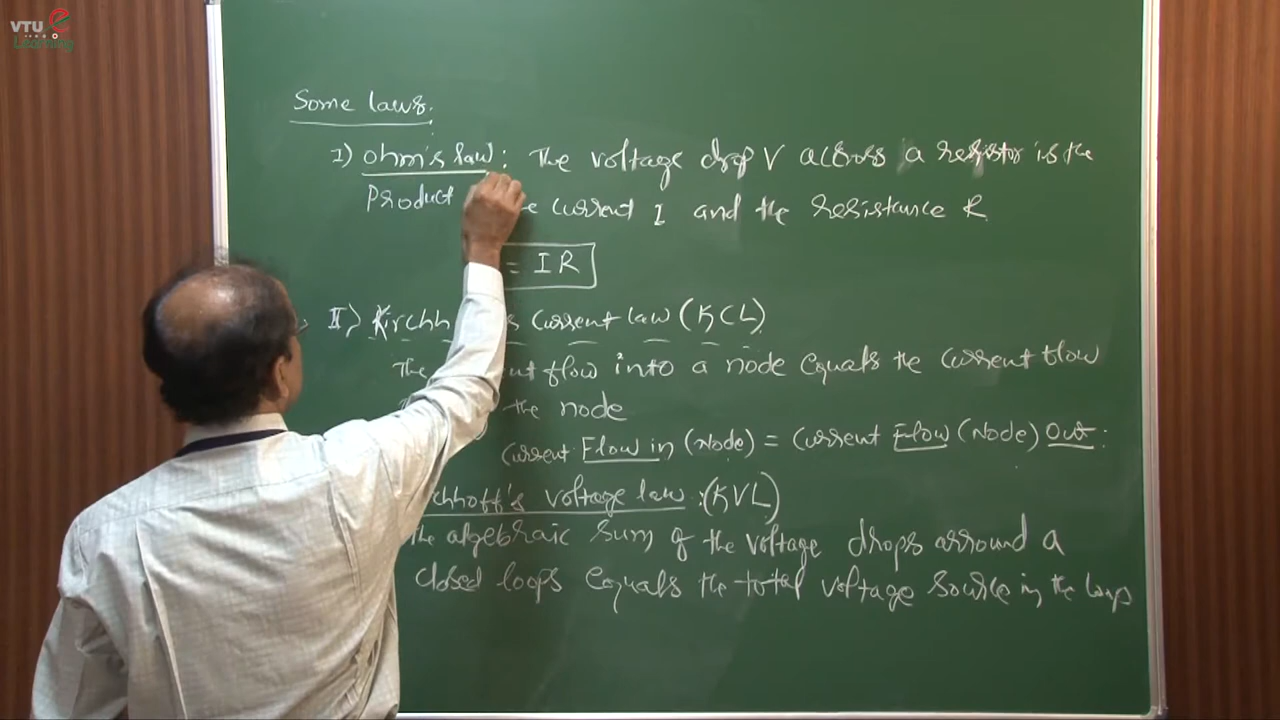 VTU e
Learning
Some laws.
I) ohm's law: The voltage drop V across a resistor is the
Product current I and the resistance R
= IR
II) Kirchh current law (KCL)
The flow into a node equals the current flow
the node
current Flow in (Node) = current Flow (Node) Out:
chhoff's voltage law :(KVL)
the algebraic sum of the voltage drops arround a
closed loops equals the total voltage source in the loop